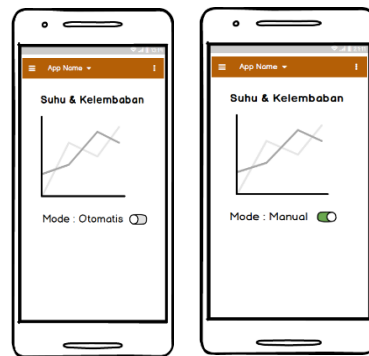 App Name
Suhu & Kelembaban
Mode : Otomatis
App Name
Suhu & Kelembaban
Mode : Manual